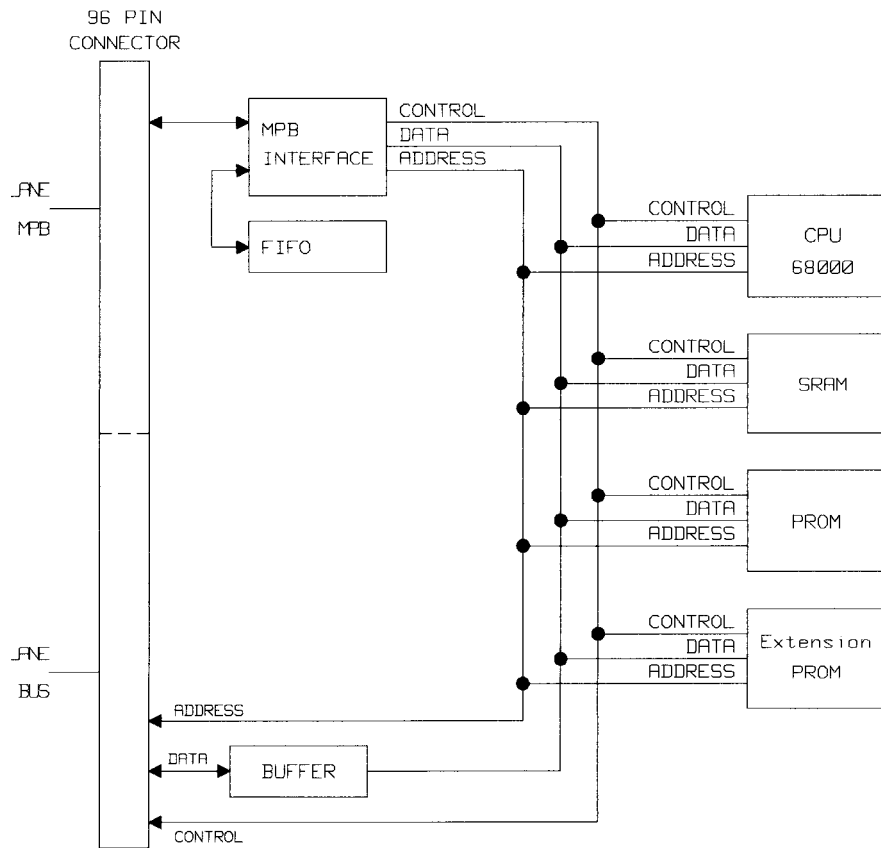 96 PIN
CONNECTOR
MPB
INTERFACE
CONTROL
DATA
ADDRESS
FIFO
MPB
CONTROL
DATA
ADDRESS
CPU
68000
CONTROL
DATA
ADDRESS
SRAM
CONTROL
DATA
ADDRESS
PROM
CONTROL
DATA
ADDRESS
Extension
PROM
BUS
ADDRESS
DATA
BUFFER
CONTROL